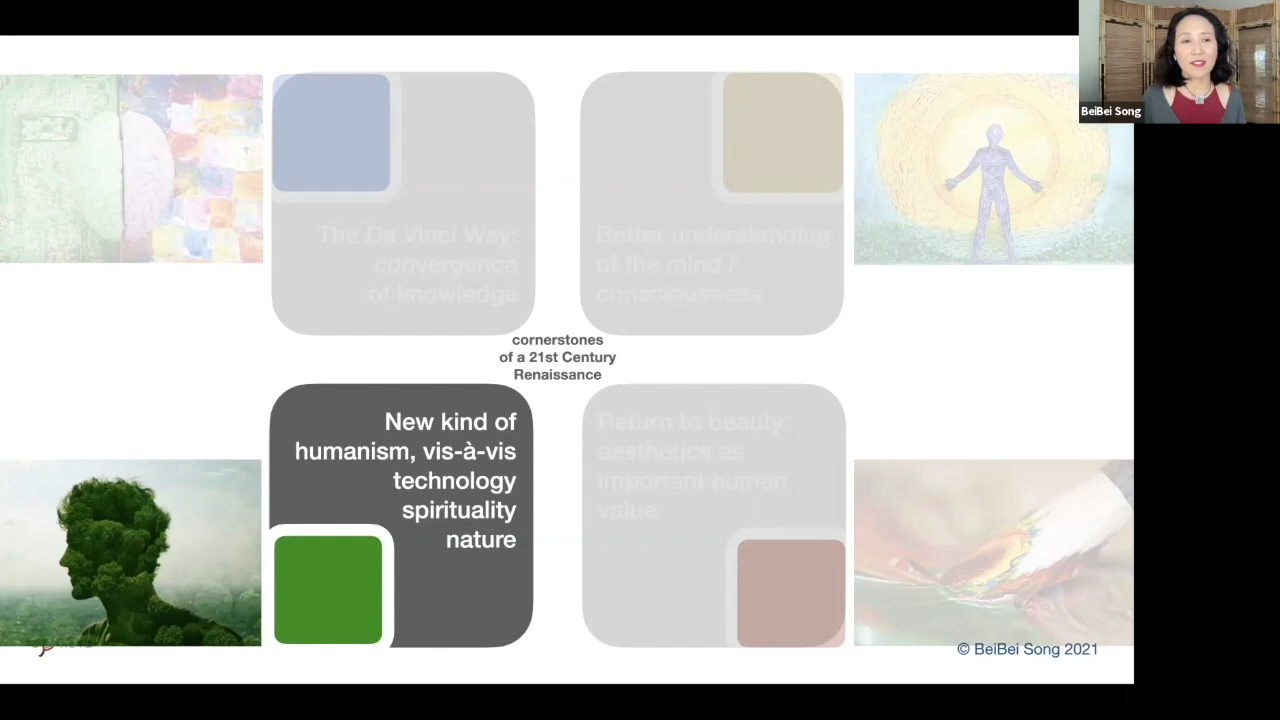 BeiBei Song
The Da Vinci Way:
convergence
of knowledge
Better understanding
of the mind /
consciousness
cornerstones
of a 21st Century
Renaissance
New kind of
humanism, vis-à-vis
technology
spirituality
nature
Return to beauty:
aesthetics as
important human
value
© BeiBei Song 2021